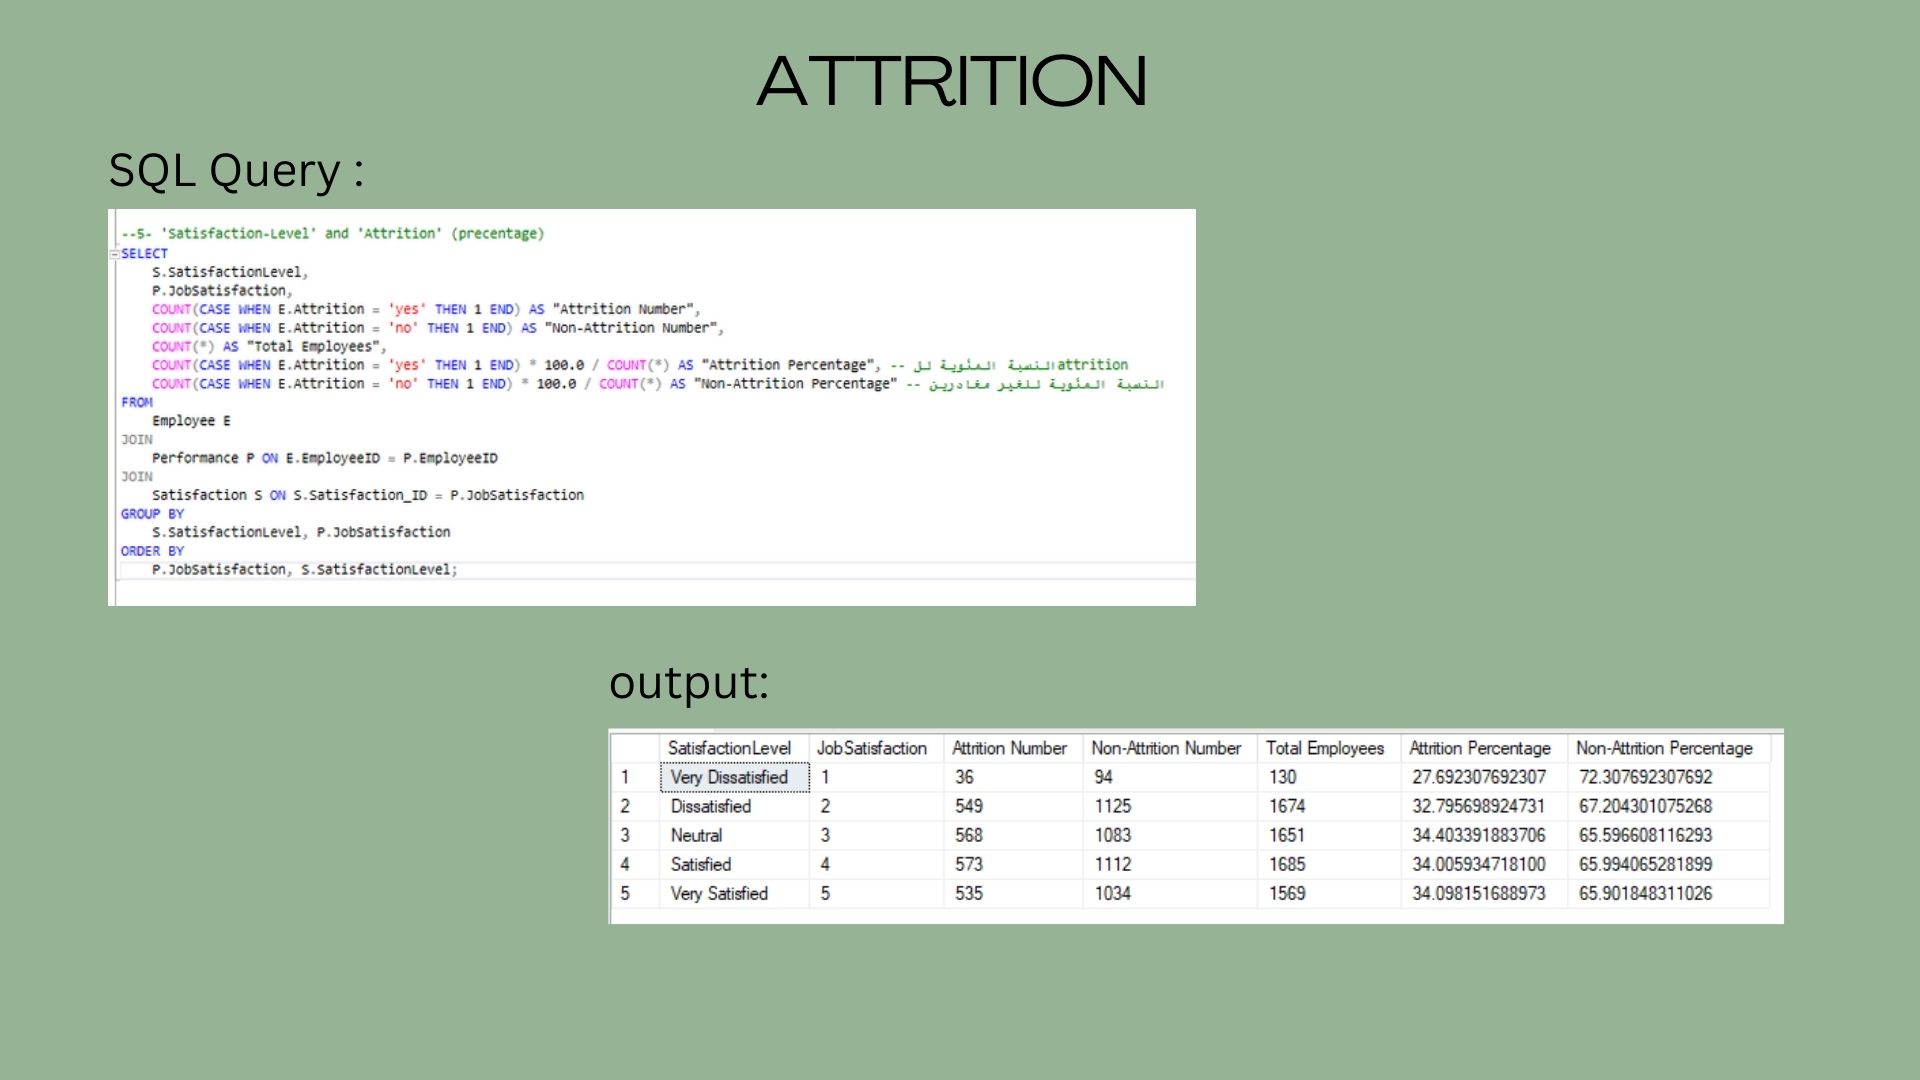 ATTRITION
SQL Query :
--5- 'Satisfaction-Level' and 'Attrition' (precentage)
SELECT
S.SatisfactionLevel,
P.JobSatisfaction,
COUNT(CASE WHEN E.Attrition = 'yes' THEN 1 END) AS "Attrition Number",
COUNT(CASE WHEN E.Attrition = 'no' THEN 1 END) AS "Non-Attrition Number",
COUNT(*) AS "Total Employees",
COUNT(CASE WHEN E.Attrition = 'yes' THEN 1 END) * 100.0 / COUNT(*) AS "Attrition Percentage", -- النسبة المئوية لل attrition
COUNT(CASE WHEN E.Attrition = 'no' THEN 1 END) * 100.0 / COUNT(*) AS "Non-Attrition Percentage" -- النسبة المئوية للغير مغادرين
FROM
Employee E
JOIN
Performance P ON E.EmployeeID = P.EmployeeID
JOIN
Satisfaction S ON S.Satisfaction_ID = P.JobSatisfaction
GROUP BY
S.SatisfactionLevel, P.JobSatisfaction
ORDER BY
P.JobSatisfaction, S.SatisfactionLevel;
output:
SatisfactionLevel JobSatisfaction Attrition Number Non-Attrition Number Total Employees Attrition Percentage Non-Attrition Percentage
1 Very Dissatisfied 1 36 94 130 27.692307692307 72.307692307692
2 Dissatisfied 2 549 1125 1674 32.795698924731 67.204301075268
3 Neutral 3 568 1083 1651 34.403391883706 65.596608116293
4 Satisfied 4 573 1112 1685 34.005934718100 65.994065281899
5 Very Satisfied 5 535 1034 1569 34.098151688973 65.901848311026